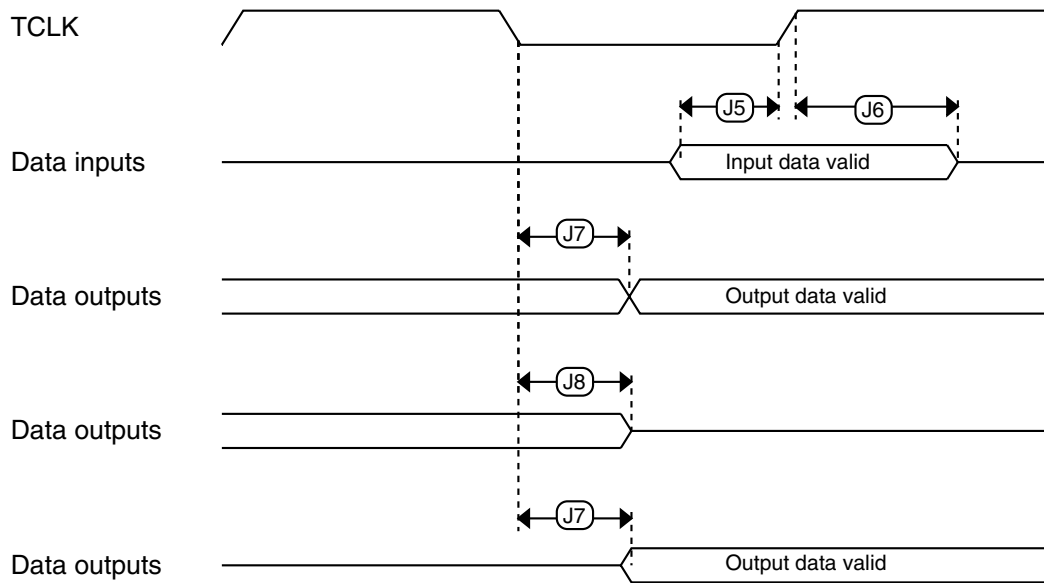 TCLK
J5
J6
Data inputs
Input data valid
J7
Data outputs
Output data valid
J8
Data outputs
J7
Data outputs
Output data valid